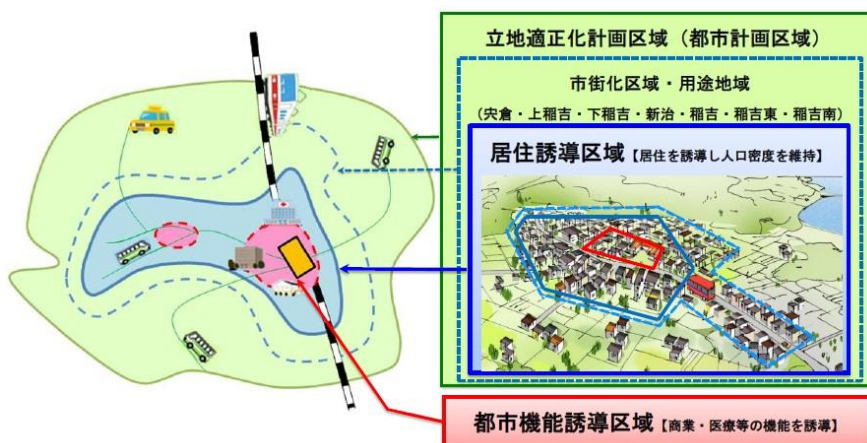 立地適正化計画区域（都市計画区域）
市街化区域・用途地域
（宍倉・上稲吉・下稲吉・新治・稲吉・稲吉東・稲吉南）
居住誘導区域【居住を誘導し人口密度を維持】
都市機能誘導区域【商業・医療等の機能を誘導】